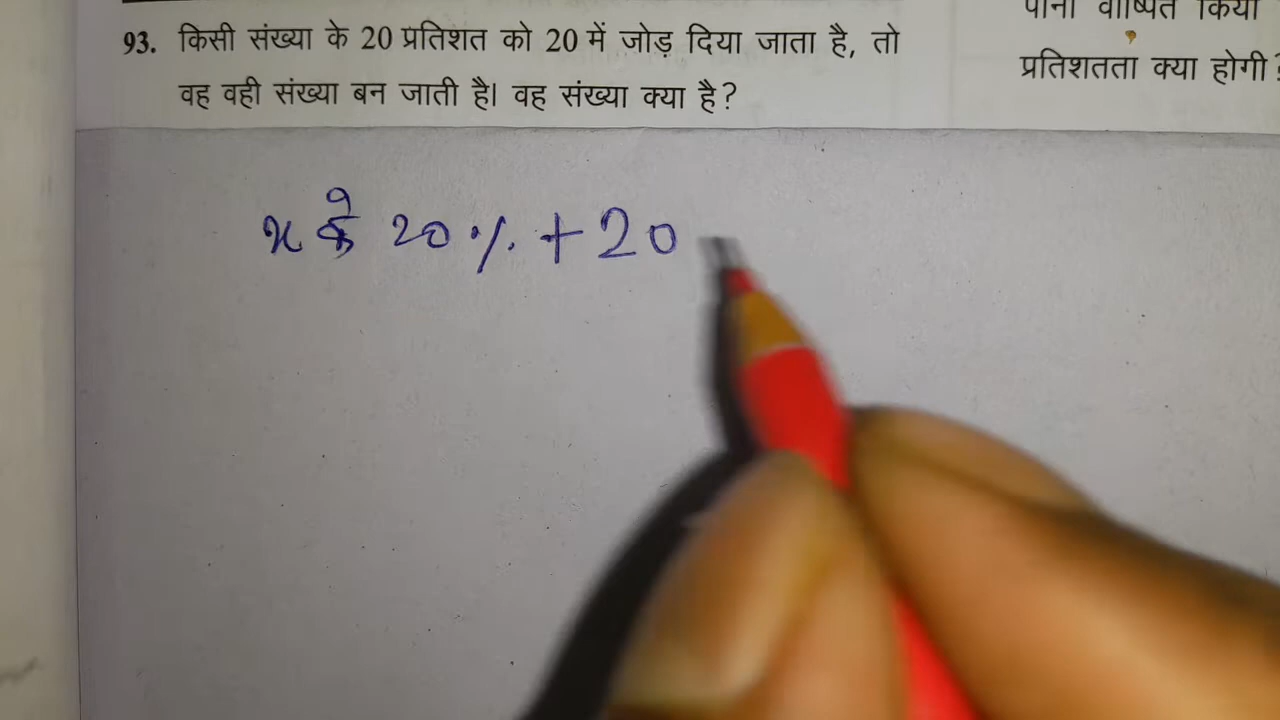 93. किसी संख्या के 20 प्रतिशत को 20 में जोड़ दिया जाता है, तो
वह वही संख्या बन जाती है। वह संख्या क्या है?
पानी वाष्पित किया
प्रतिशतता क्या होगी?
x के 20% + 20